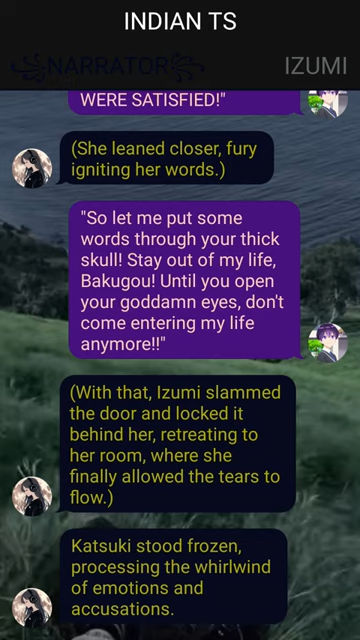 INDIAN TS
꧁NARRATOR꧂ IZUMI
WERE SATISFIED!"
(She leaned closer, fury
igniting her words.)
"So let me put some
words through your thick
skull! Stay out of my life,
Bakugou! Until you open
your goddamn eyes, don't
come entering my life
anymore!!"
(With that, Izumi slammed
the door and locked it
behind her, retreating to
her room, where she
finally allowed the tears to
flow.)
Katsuki stood frozen,
processing the whirlwind
of emotions and
accusations.